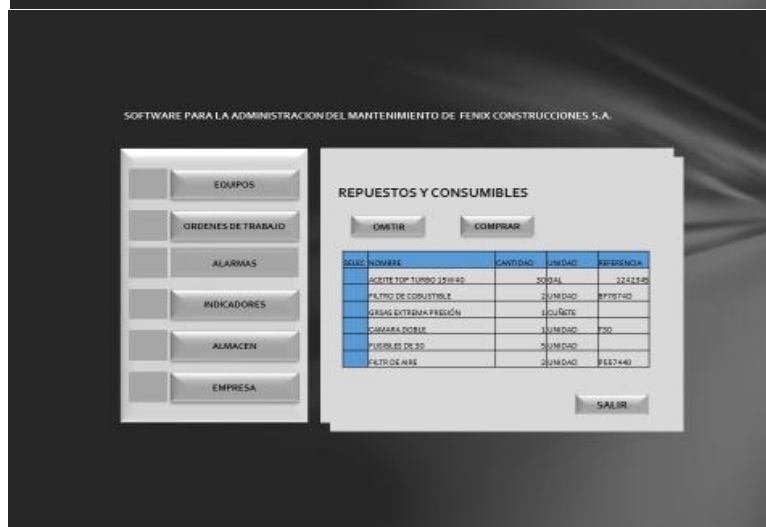 SOFTWARE PARA LA ADMINISTRACION DEL MANTENIMIENTO DE FENIX CONSTRUCCIONES S.A.
EQUIPOS
ORDENES DE TRABAJO
ALARMAS
INDICADORES
ALMACEN
EMPRESA
REPUESTOS Y CONSUMIBLES
OMITIR COMPRAR
SELEC NOMBRE CANTIDAD UNIDAD REFERENCIA
ACEITE TOP TURBO 15W40 30 GAL 1242345
FILTRO DE COBUSTIBLE 2 UNIDAD BF7674D
GRSAS EXTREMA PRESIÓN 1 CUÑETE
CAMARA DOBLE 1 UNIDAD F30
FUSIBLES DE 30 5 UNIDAD
FILTR DE AIRE 2 UNIDAD P557440
SALIR